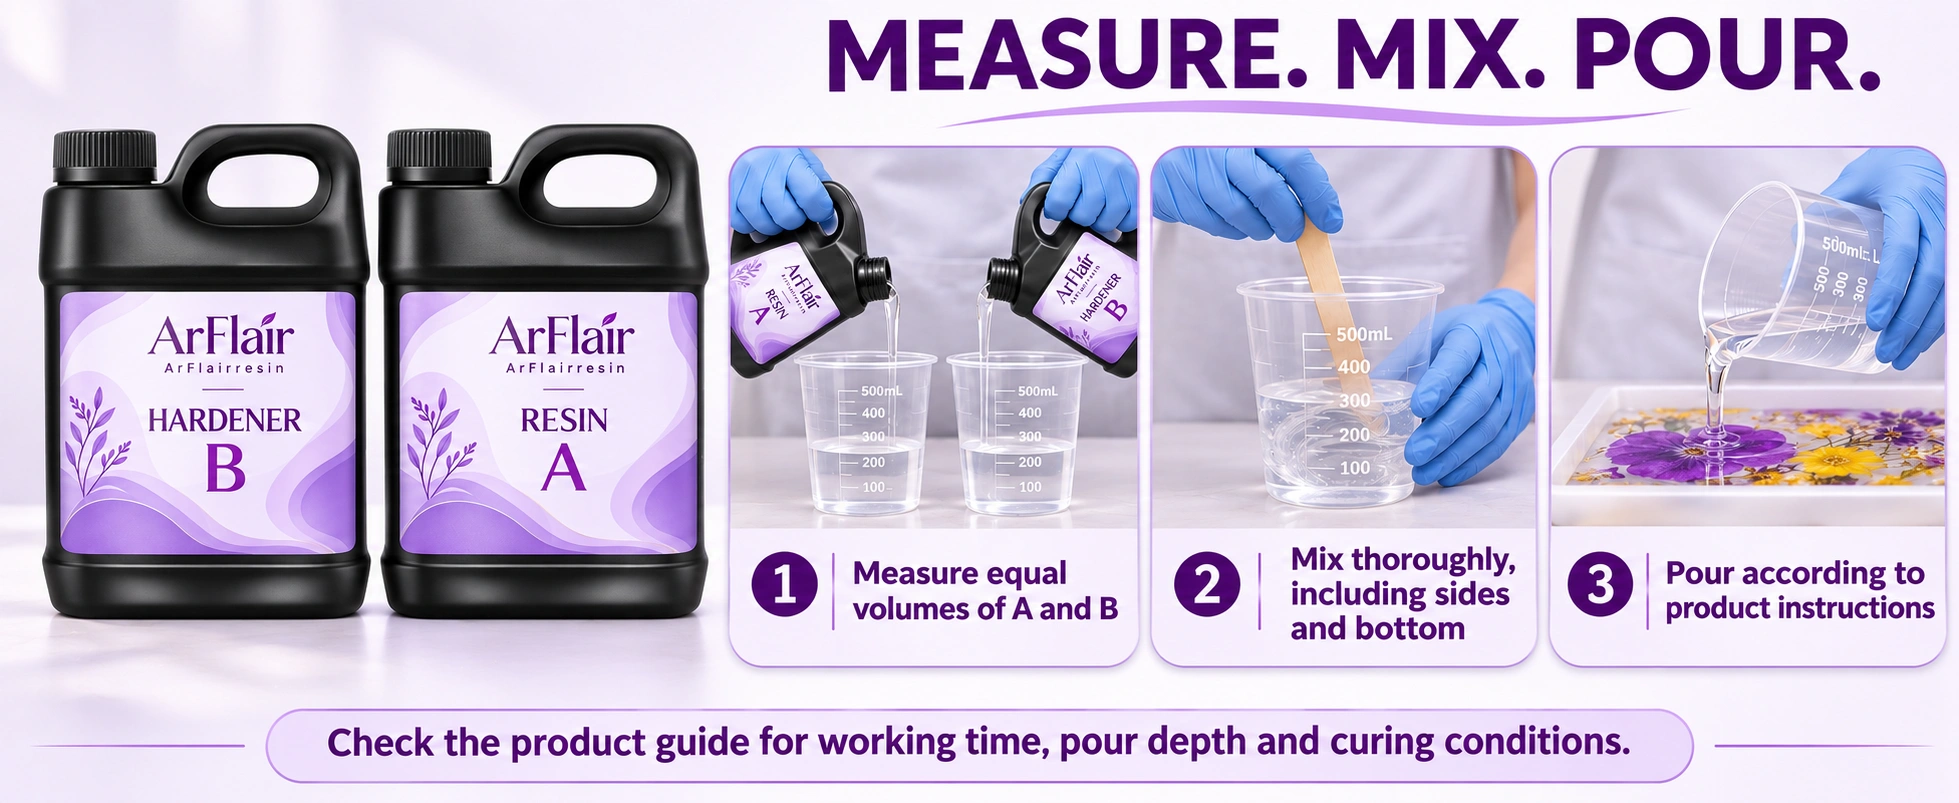 MEASURE. MIX. POUR.
ArFlair
ArFlairresin
HARDENER
B
ArFlair
ArFlairresin
RESIN
A
ArFlair
ArFlairresin
RESIN
A
ArFlair
ArFlairresin
HARDENER
B
500mL
400
300
200
100
500mL
400
300
200
100
500mL
400
300
200
100
500mL
500
300
300
1
Measure equal
volumes of A and B
2
Mix thoroughly,
including sides
and bottom
3
Pour according to
product instructions
Check the product guide for working time, pour depth and curing conditions.